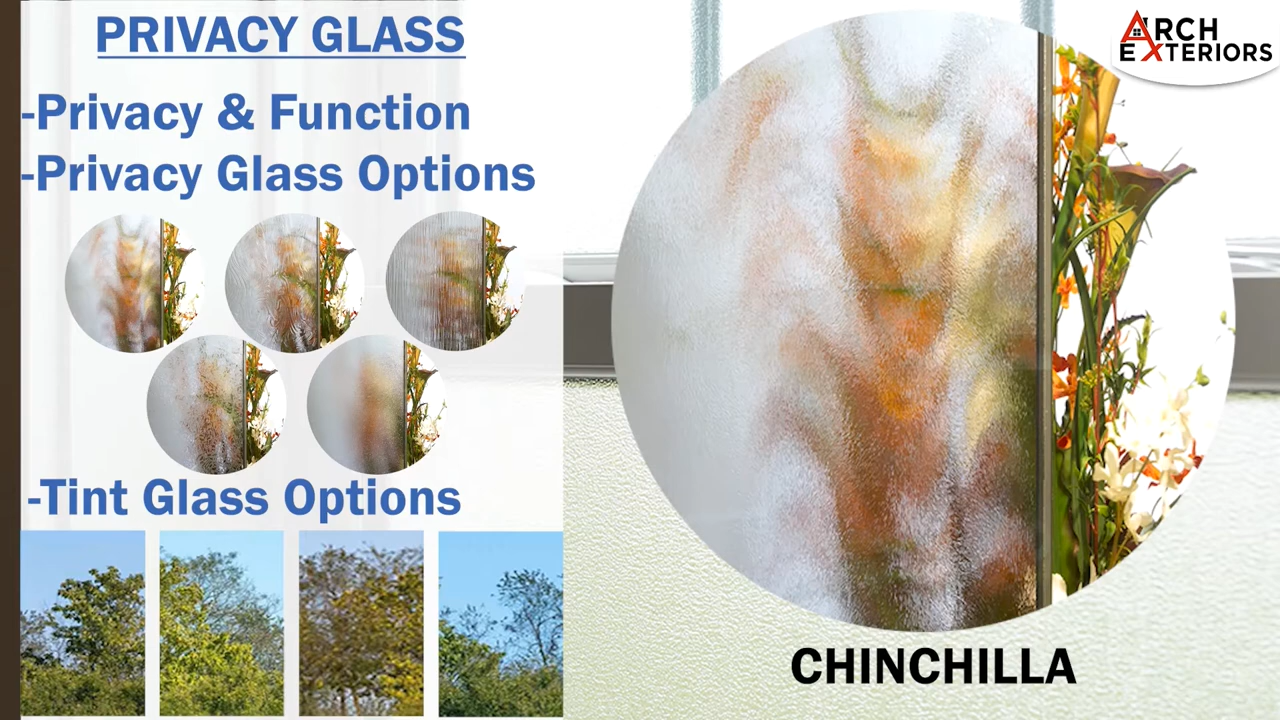 PRIVACY GLASS
-Privacy & Function
-Privacy Glass Options
-Tint Glass Options
ARCH
EXTERIORS
CHINCHILLA